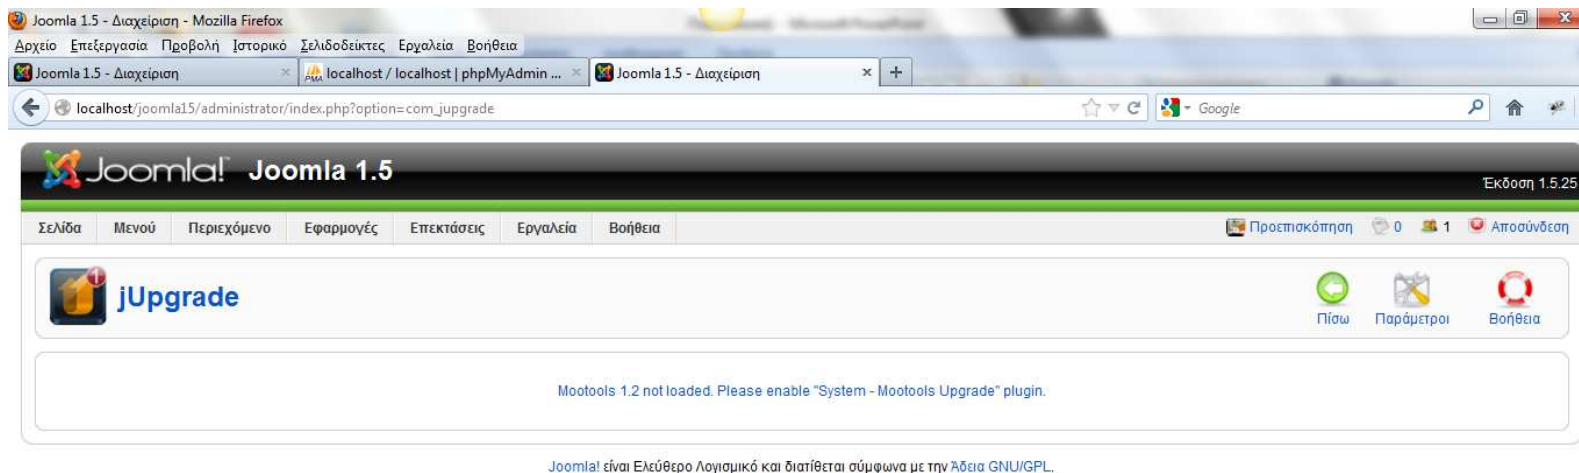 Joomla 1.5 - Διαχείριση - Mozilla Firefox
Αρχείο Επεξεργασία Προβολή Ιστορικό Σελιδοδείκτες Εργαλεία Βοήθεια
Joomla 1.5 - Διαχείριση
localhost / localhost | phpMyAdmin ...
Joomla 1.5 - Διαχείριση
localhost/joomla15/administrator/index.php?option=com_jupgrade
Google
Joomla! Joomla 1.5
Έκδοση 1.5.25
Σελίδα Μενού Περιεχόμενο Εφαρμογές Επεκτάσεις Εργαλεία Βοήθεια
Προεπισκόπηση 0 1 Αποσύνδεση
1
jUpgrade
Πίσω Παράμετροι Βοήθεια
Mootools 1.2 not loaded. Please enable "System - Mootools Upgrade" plugin.
Joomla! είναι Ελεύθερο Λογισμικό και διατίθεται σύμφωνα με την Άδεια GNU/GPL.